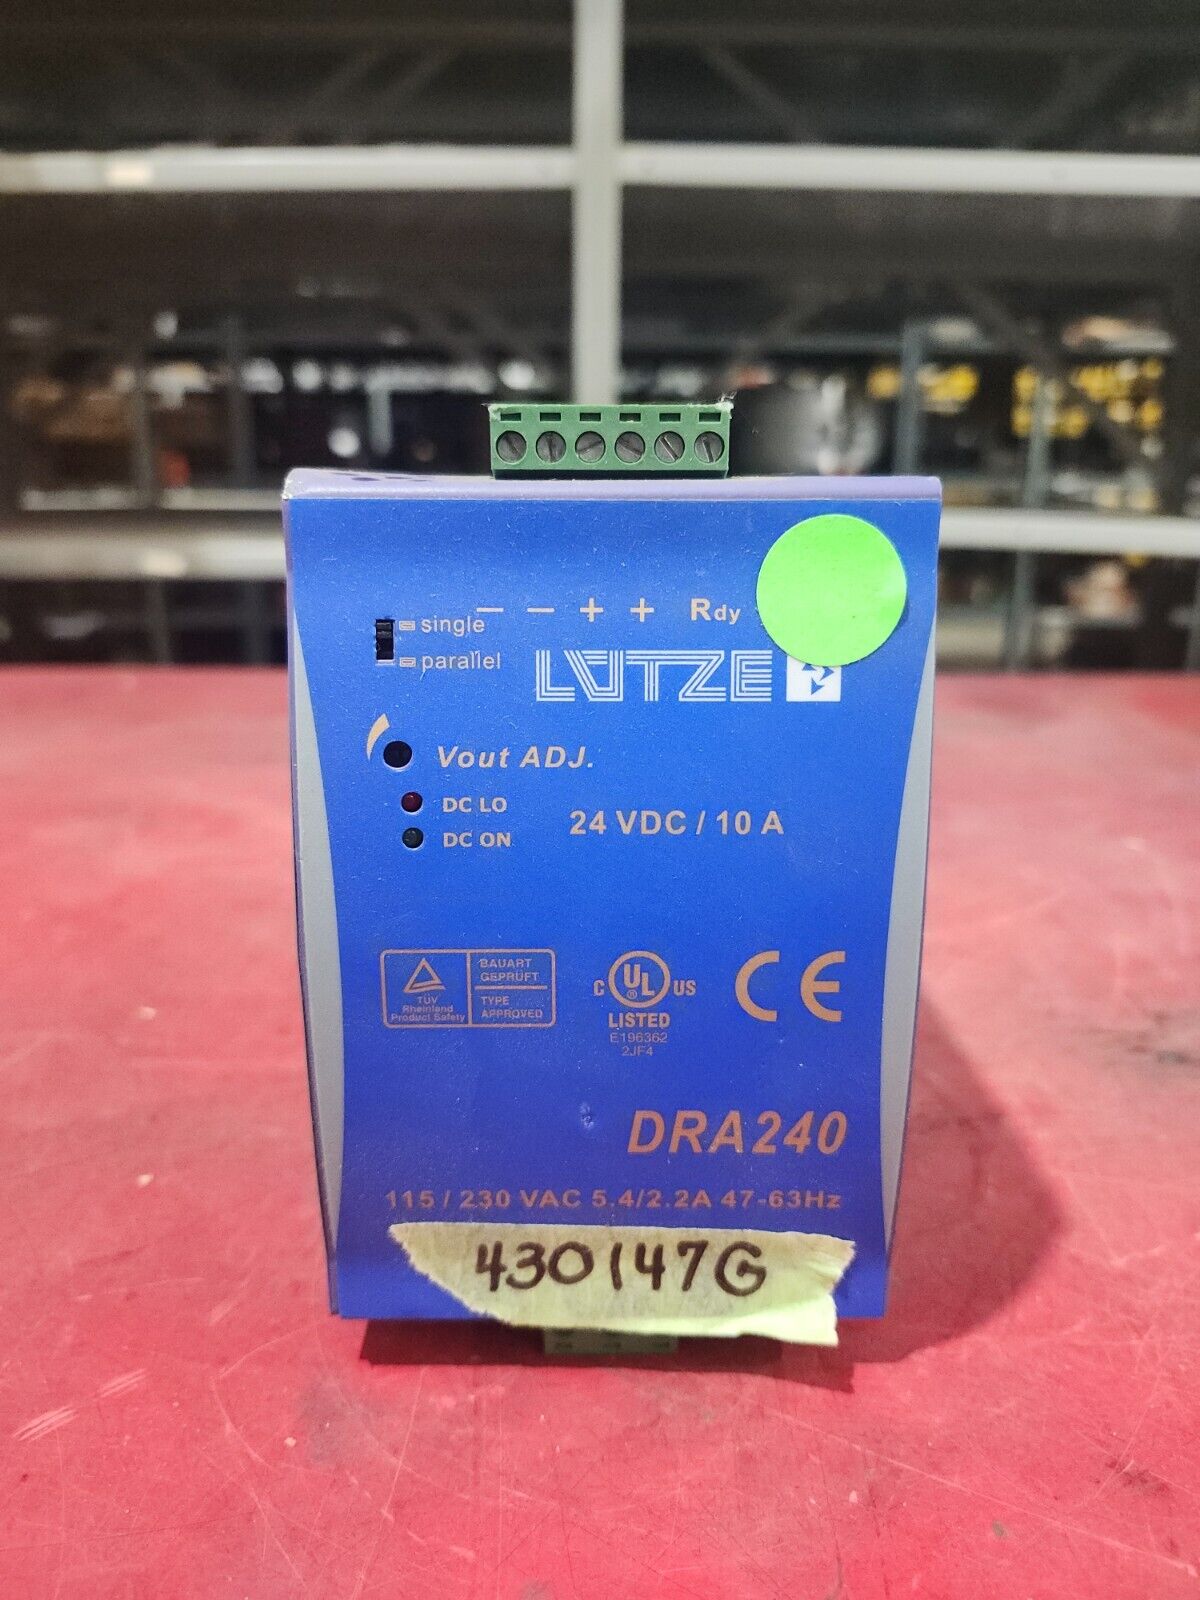 − − + + Rdy
single
parallel
LÜTZE
Vout ADJ.
DC LO
DC ON
24 VDC / 10 A
TÜV
Rheinland
Product Safety
BAUART
GEPRÜFT
TYPE
APPROVED
C UL ® US
LISTED
E196362
2JF4
CE
DRA240
115 / 230 VAC 5.4/2.2A 47-63Hz
430147G